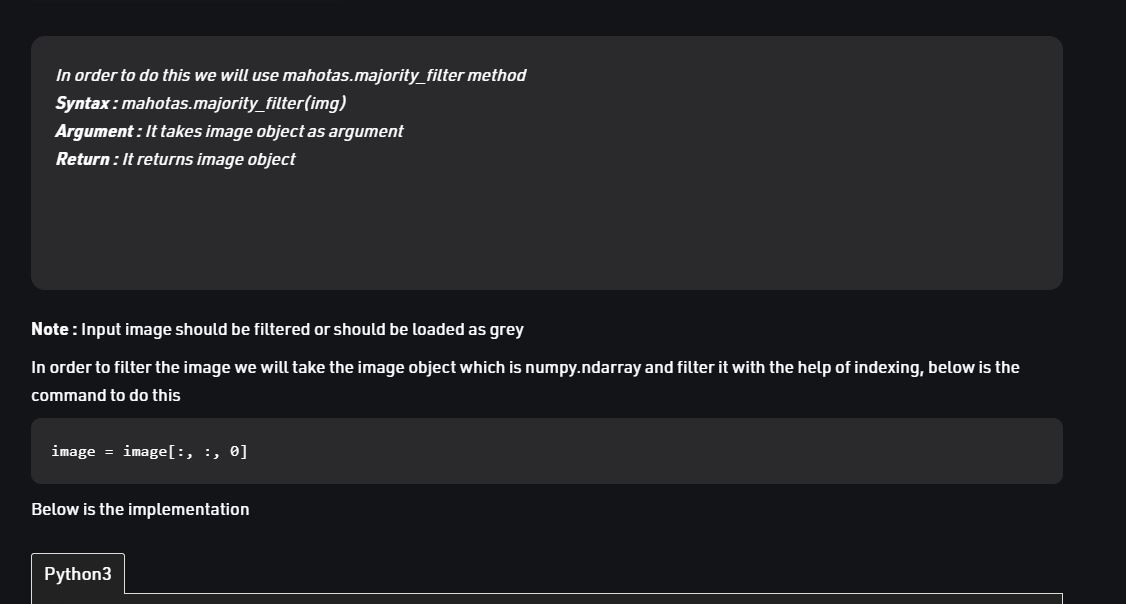 In order to do this we will use mahotas.majority_filter method
Syntax : mahotas.majority_filter(img)
Argument : It takes image object as argument
Return : It returns image object
Note : Input image should be filtered or should be loaded as grey
In order to filter the image we will take the image object which is numpy.ndarray and filter it with the help of indexing, below is the
command to do this
image = image[:, :, 0]
Below is the implementation
Python3